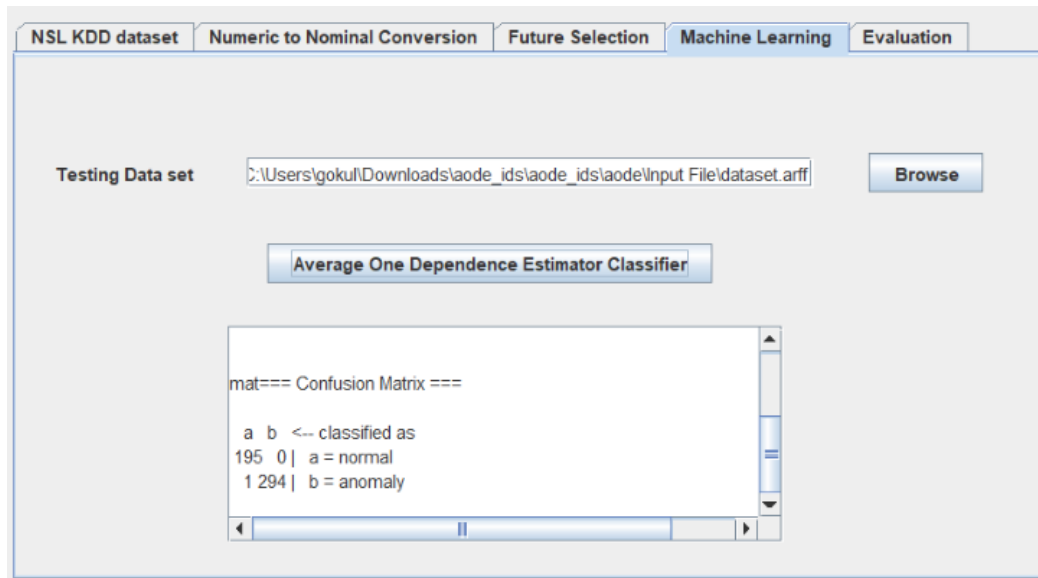 NSL KDD dataset Numeric to Nominal Conversion Future Selection Machine Learning Evaluation
Testing Data set C:\Users\gokul\Downloads\aode_ids\aode_ids\aode\Input File\dataset.arff Browse
Average One Dependence Estimator Classifier
mat=== Confusion Matrix ===
a b <-- classified as
195 0 | a = normal
1 294 | b = anomaly